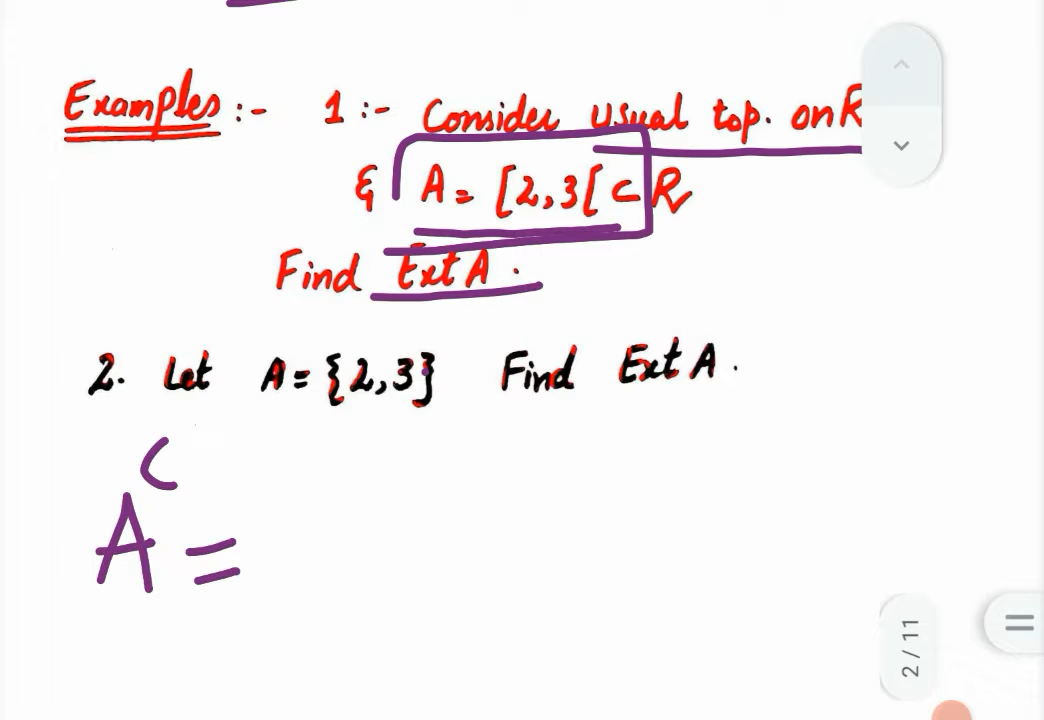 Examples :- 1 :- Consider usual top. on R
& A = [2,3[ ⊂ R
Find Ext A .
2. Let A = {2,3} Find Ext A .
A^C =
2 / 11